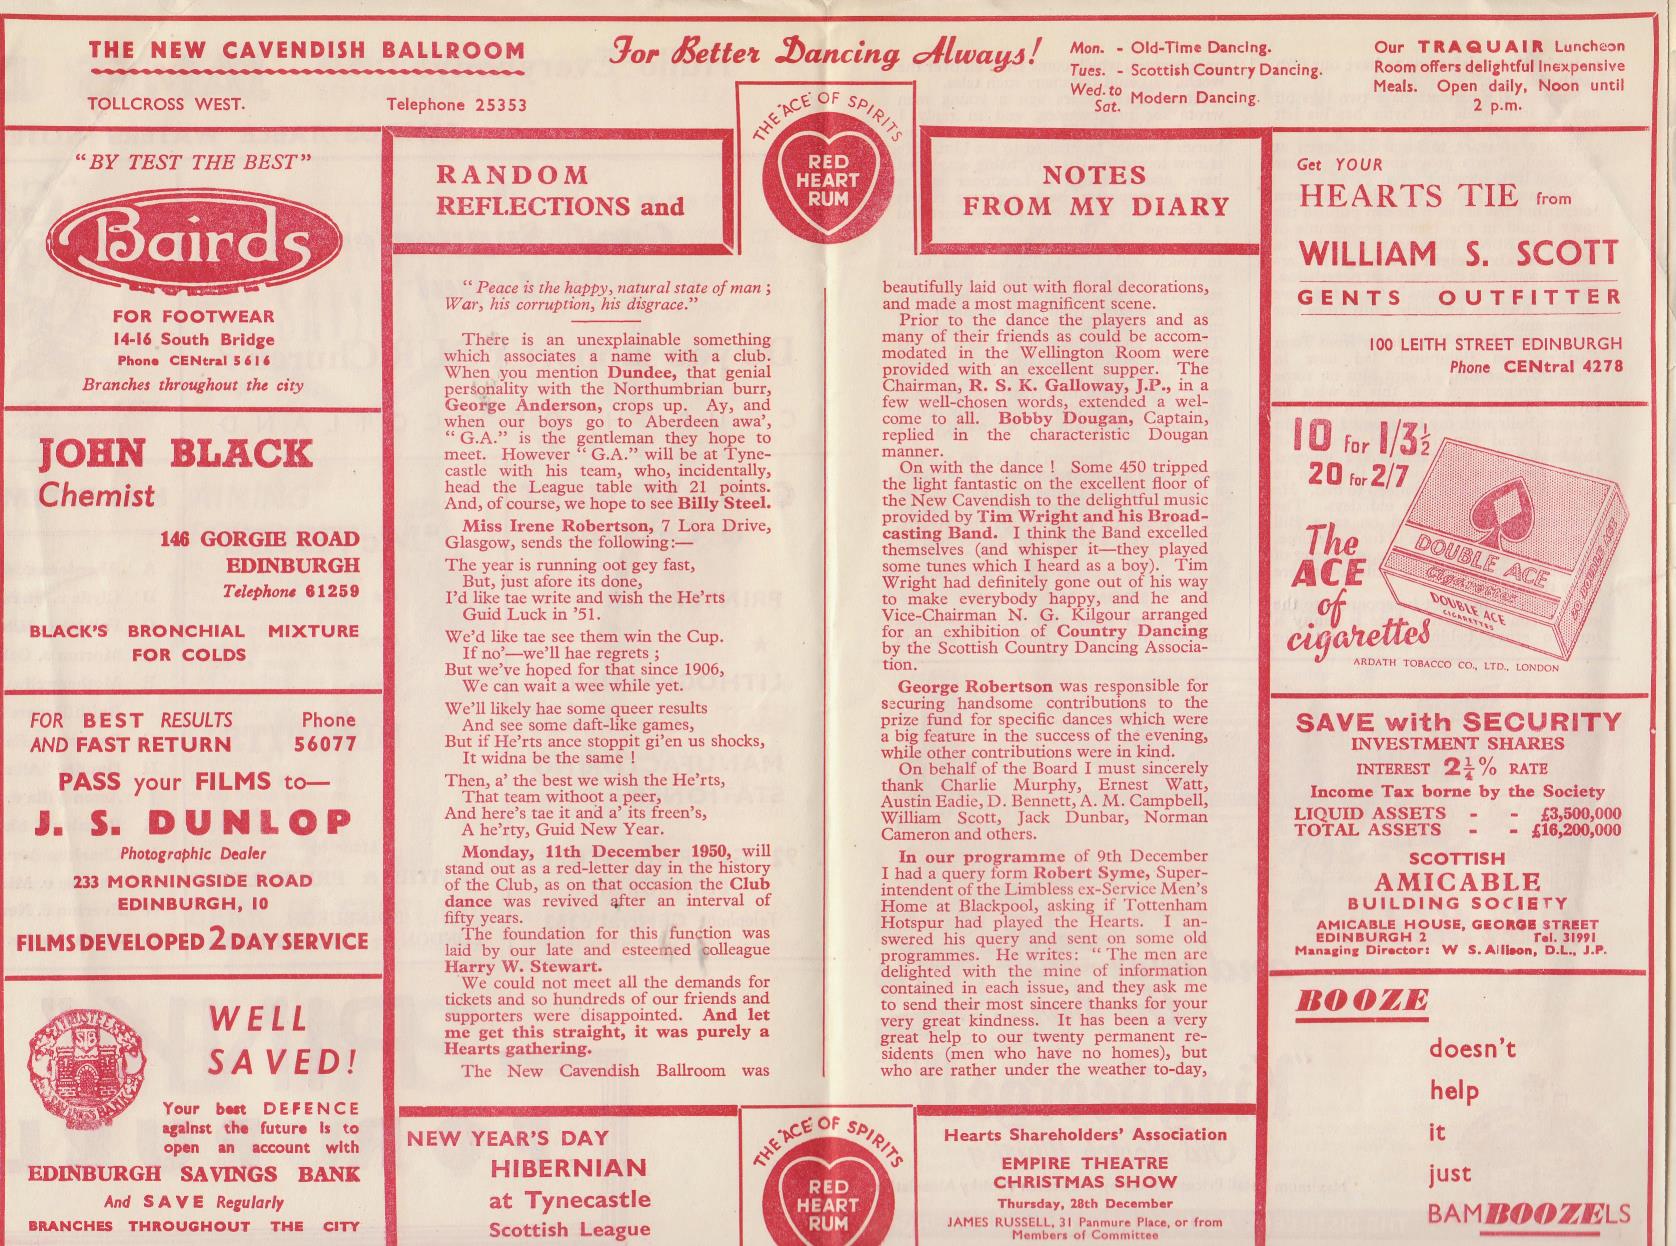 THE NEW CAVENDISH BALLROOM
TOLLCROSS WEST. Telephone 25353
For Better Dancing Always!
Mon. - Old-Time Dancing.
Tues. - Scottish Country Dancing.
Wed. to Sat. Modern Dancing.
Our TRAQUAIR Luncheon
Room offers delightful Inexpensive
Meals. Open daily, Noon until
2 p.m.
"BY TEST THE BEST"
Bairds
FOR FOOTWEAR
14-16 South Bridge
Phone CENtral 5616
Branches throughout the city
JOHN BLACK
Chemist
146 GORGIE ROAD
EDINBURGH
Telephone 61259
BLACK'S BRONCHIAL MIXTURE
FOR COLDS
FOR BEST RESULTS Phone
AND FAST RETURN 56077
PASS your FILMS to—
J. S. DUNLOP
Photographic Dealer
233 MORNINGSIDE ROAD
EDINBURGH, 10
FILMS DEVELOPED 2 DAY SERVICE
WELL
SAVED!
Your best DEFENCE
against the future is to
open an account with
EDINBURGH SAVINGS BANK
And SAVE Regularly
BRANCHES THROUGHOUT THE CITY
RANDOM
REFLECTIONS and
THE 'ACE' OF SPIRITS
RED
HEART
RUM
NOTES
FROM MY DIARY
" Peace is the happy, natural state of man ;
War, his corruption, his disgrace."
There is an unexplainable something
which associates a name with a club.
When you mention Dundee, that genial
personality with the Northumbrian burr,
George Anderson, crops up. Ay, and
when our boys go to Aberdeen awa',
" G.A." is the gentleman they hope to
meet. However " G.A." will be at Tyne-
castle with his team, who, incidentally,
head the League table with 21 points.
And, of course, we hope to see Billy Steel.
Miss Irene Robertson, 7 Lora Drive,
Glasgow, sends the following:—
The year is running oot gey fast,
But, just afore its done,
I'd like tae write and wish the He'rts
Guid Luck in '51.
We'd like tae see them win the Cup.
If no'—we'll hae regrets ;
But we've hoped for that since 1906,
We can wait a wee while yet.
We'll likely hae some queer results
And see some daft-like games,
But if He'rts ance stoppit gi'en us shocks,
It widna be the same !
Then, a' the best we wish the He'rts,
That team withoot a peer,
And here's tae it and a' its freen's,
A he'rty, Guid New Year.
Monday, 11th December 1950, will
stand out as a red-letter day in the history
of the Club, as on that occasion the Club
dance was revived after an interval of
fifty years.
The foundation for this function was
laid by our late and esteemed colleague
Harry W. Stewart.
We could not meet all the demands for
tickets and so hundreds of our friends and
supporters were disappointed. And let
me get this straight, it was purely a
Hearts gathering.
The New Cavendish Ballroom was
beautifully laid out with floral decorations,
and made a most magnificent scene.
Prior to the dance the players and as
many of their friends as could be accom-
modated in the Wellington Room were
provided with an excellent supper. The
Chairman, R. S. K. Galloway, J.P., in a
few well-chosen words, extended a wel-
come to all. Bobby Dougan, Captain,
replied in the characteristic Dougan
manner.
On with the dance ! Some 450 tripped
the light fantastic on the excellent floor of
the New Cavendish to the delightful music
provided by Tim Wright and his Broad-
casting Band. I think the Band excelled
themselves (and whisper it—they played
some tunes which I heard as a boy). Tim
Wright had definitely gone out of his way
to make everybody happy, and he and
Vice-Chairman N. G. Kilgour arranged
for an exhibition of Country Dancing
by the Scottish Country Dancing Associa-
tion.
George Robertson was responsible for
securing handsome contributions to the
prize fund for specific dances which were
a big feature in the success of the evening,
while other contributions were in kind.
On behalf of the Board I must sincerely
thank Charlie Murphy, Ernest Watt,
Austin Eadie, D. Bennett, A. M. Campbell,
William Scott, Jack Dunbar, Norman
Cameron and others.
In our programme of 9th December
I had a query form Robert Syme, Super-
intendent of the Limbless ex-Service Men's
Home at Blackpool, asking if Tottenham
Hotspur had played the Hearts. I an-
swered his query and sent on some old
programmes. He writes: " The men are
delighted with the mine of information
contained in each issue, and they ask me
to send their most sincere thanks for your
very great kindness. It has been a very
great help to our twenty permanent re-
sidents (men who have no homes), but
who are rather under the weather to-day,
NEW YEAR'S DAY
HIBERNIAN
at Tynecastle
Scottish League
THE 'ACE' OF SPIRITS
RED
HEART
RUM
Hearts Shareholders' Association
EMPIRE THEATRE
CHRISTMAS SHOW
Thursday, 28th December
JAMES RUSSELL, 31 Panmure Place, or from
Members of Committee
Get YOUR
HEARTS TIE from
WILLIAM S. SCOTT
GENTS OUTFITTER
100 LEITH STREET EDINBURGH
Phone CENtral 4278
10 for 1/3½
20 for 2/7
The
ACE
of
cigarettes
DOUBLE ACE
Cigarettes
DOUBLE ACE
CIGARETTES
ARDATH TOBACCO CO., LTD., LONDON
SAVE with SECURITY
INVESTMENT SHARES
INTEREST 2¼% RATE
Income Tax borne by the Society
LIQUID ASSETS - - £3,500,000
TOTAL ASSETS - - £16,200,000
SCOTTISH
AMICABLE
BUILDING SOCIETY
AMICABLE HOUSE, GEORGE STREET
EDINBURGH 2 Tel. 31991
Managing Director: W S. Allison, D.L., J.P.
BOOZE
doesn't
help
it
just
BAMBOOZELS